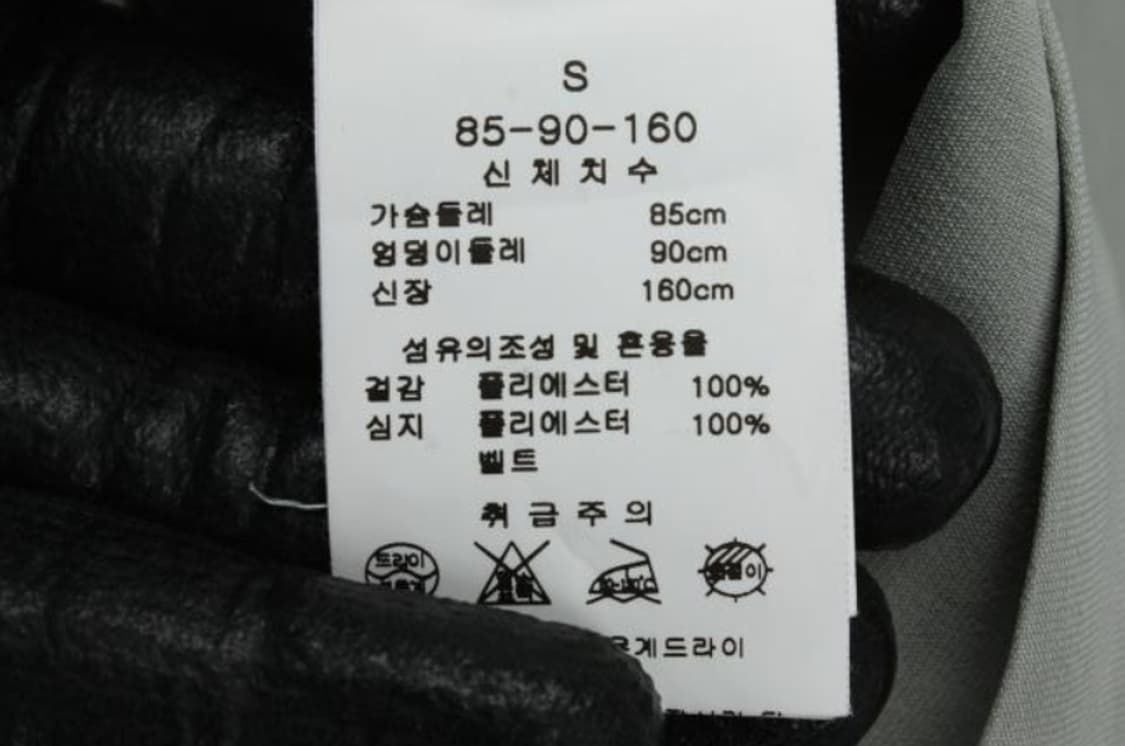 S
85-90-160
신체치수
가슴둘레 85cm
엉덩이둘레 90cm
신장 160cm
섬유의조성 및 혼용율
겉감 폴리에스터 100%
심지 폴리에스터 100%
벨트
취급주의
드라이
계드라이